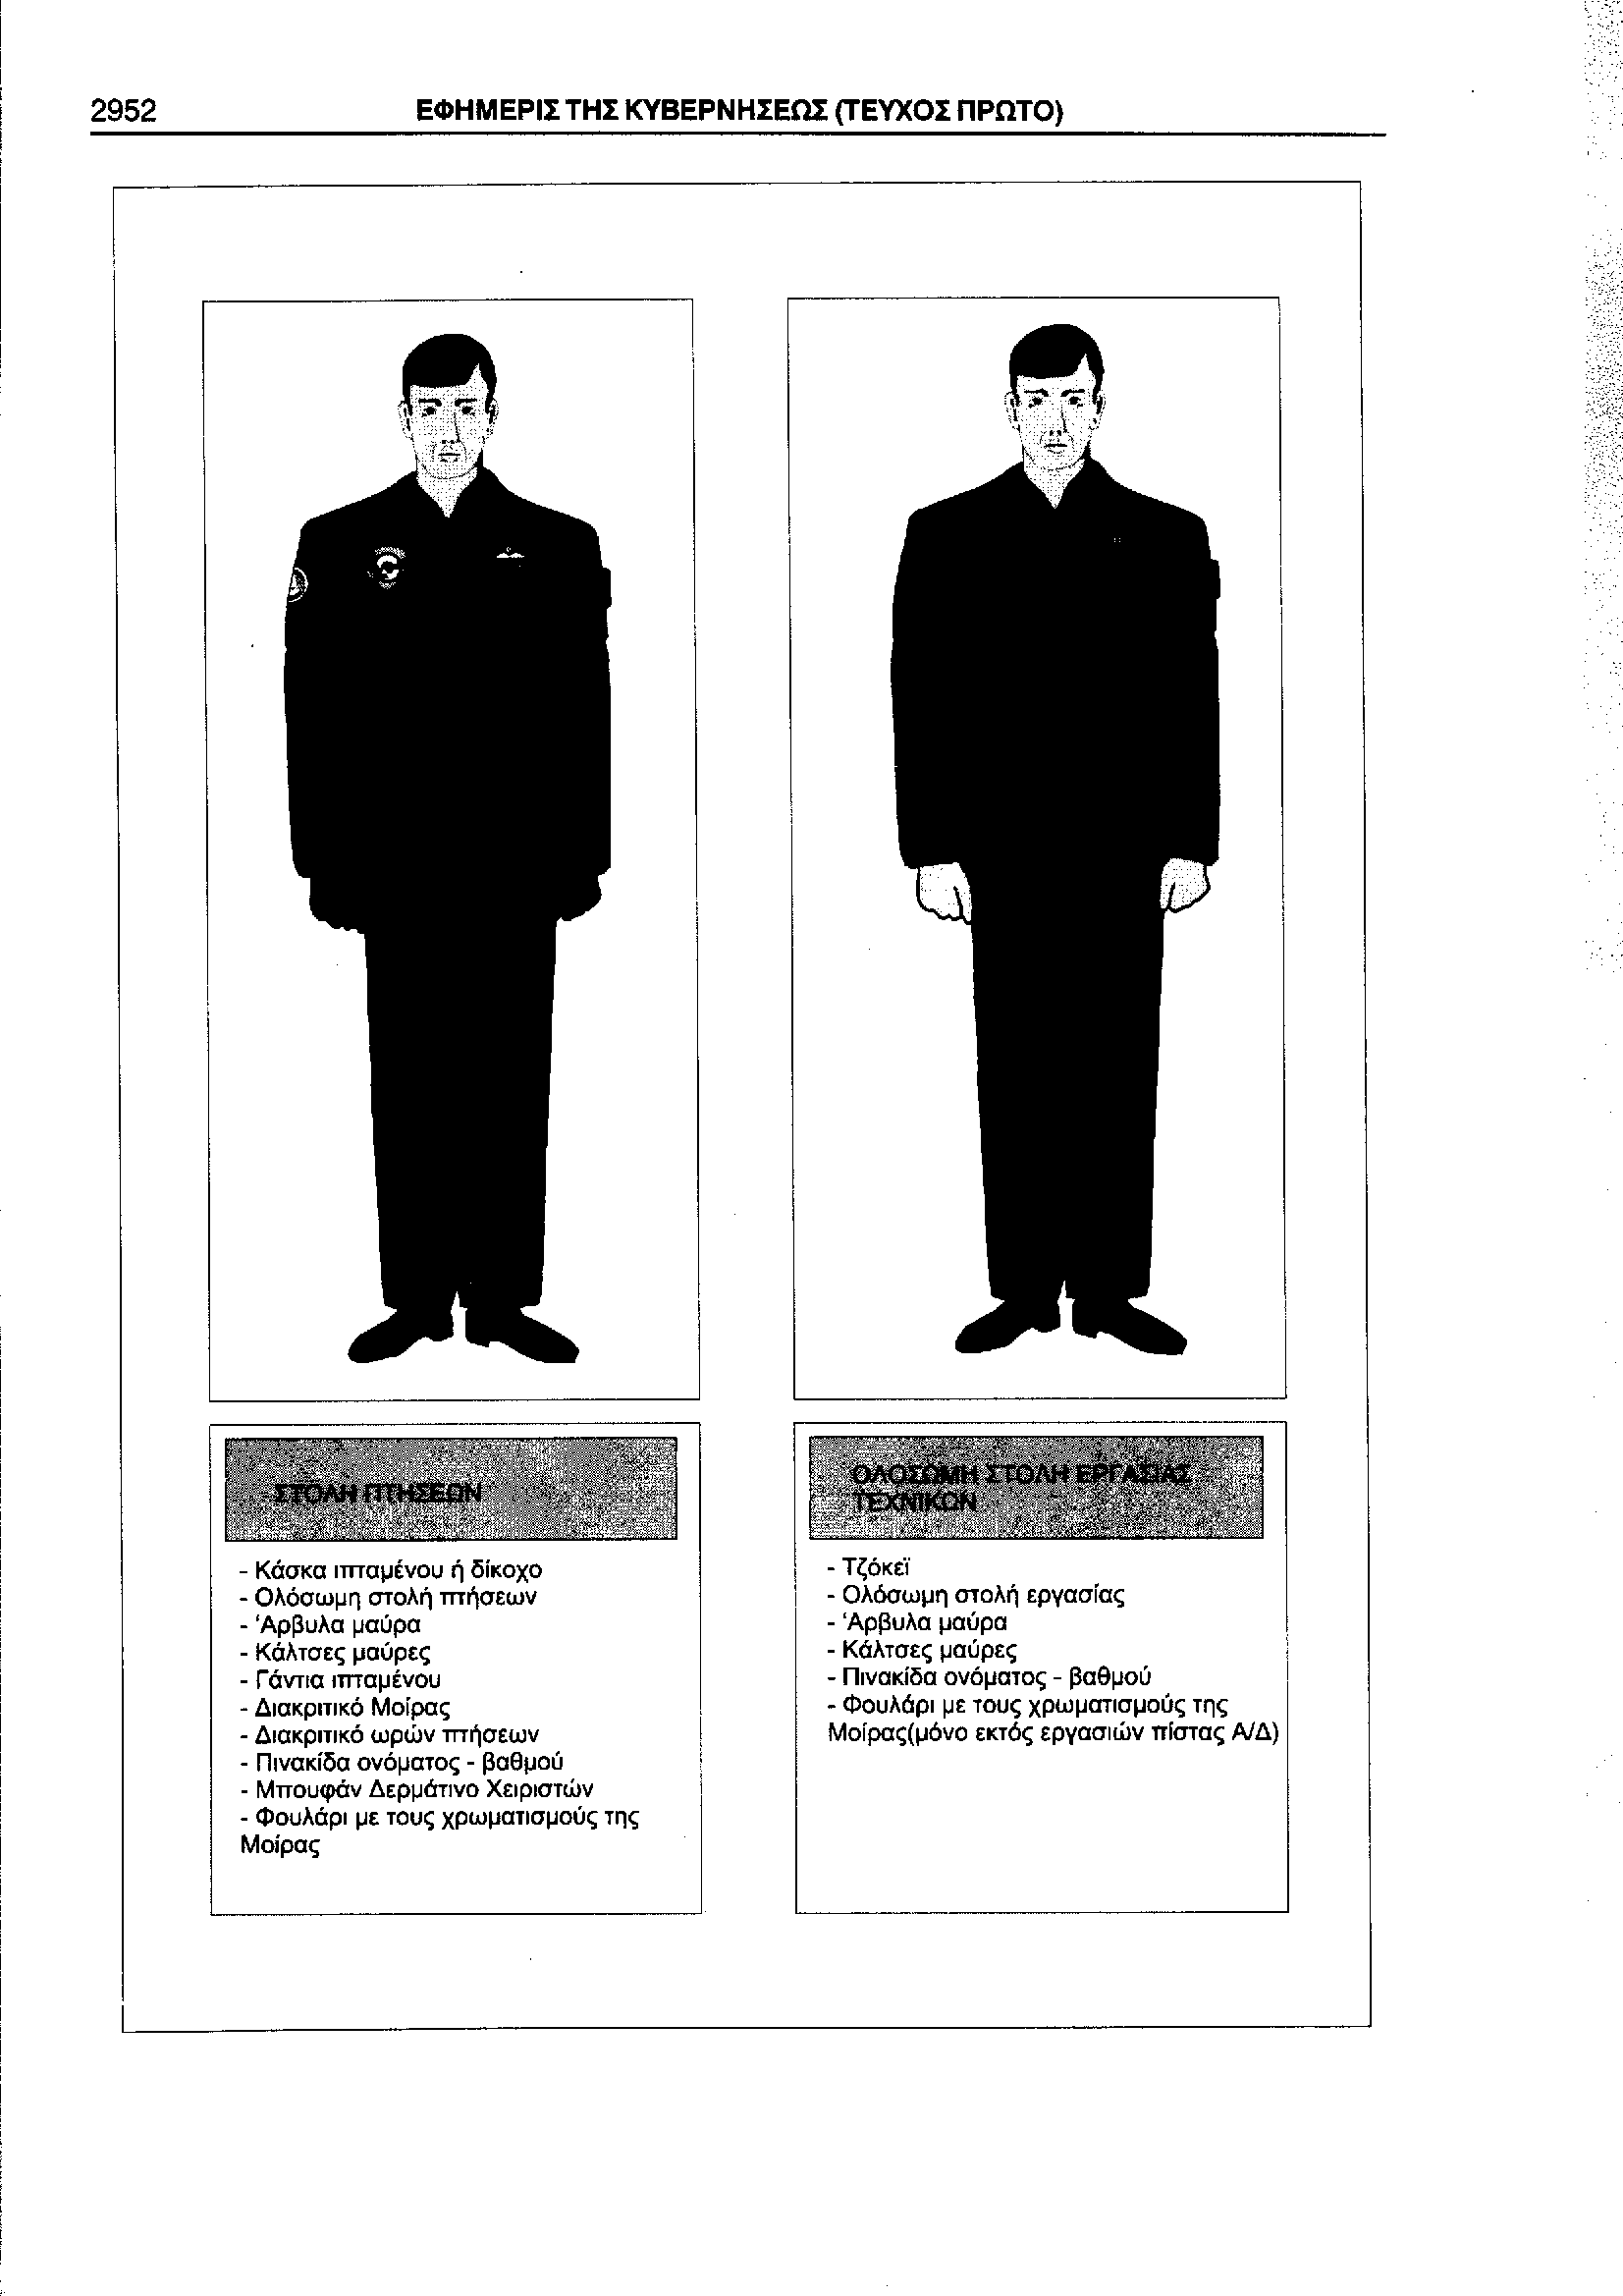 2952
ΕΦΗΜΕΡΙΣ ΤΗΣ ΚΥΒΕΡΝΗΣΕΩΣ (ΤΕΥΧΟΣ ΠΡΩΤΟ)
ΣΤΟΛΗ ΠΤΗΣΕΩΝ
- Κάσκα ιπταμένου ή δίκοχο
- Ολόσωμη στολή πτήσεων
- 'Αρβυλα μαύρα
- Κάλτσες μαύρες
- Γάντια ιπταμένου
- Διακριτικό Μοίρας
- Διακριτικό ωρών πτήσεων
- Πινακίδα ονόματος - βαθμού
- Μπουφάν Δερμάτινο Χειριστών
- Φουλάρι με τους χρωματισμούς της
Μοίρας
ΟΛΟΣΩΜΗ ΣΤΟΛΗ ΕΡΓΑΣΙΑΣ
ΤΕΧΝΙΚΩΝ
- Τζόκεϊ
- Ολόσωμη στολή εργασίας
- 'Αρβυλα μαύρα
- Κάλτσες μαύρες
- Πινακίδα ονόματος - βαθμού
- Φουλάρι με τους χρωματισμούς της
Μοίρας(μόνο εκτός εργασιών πίστας Α/Δ)